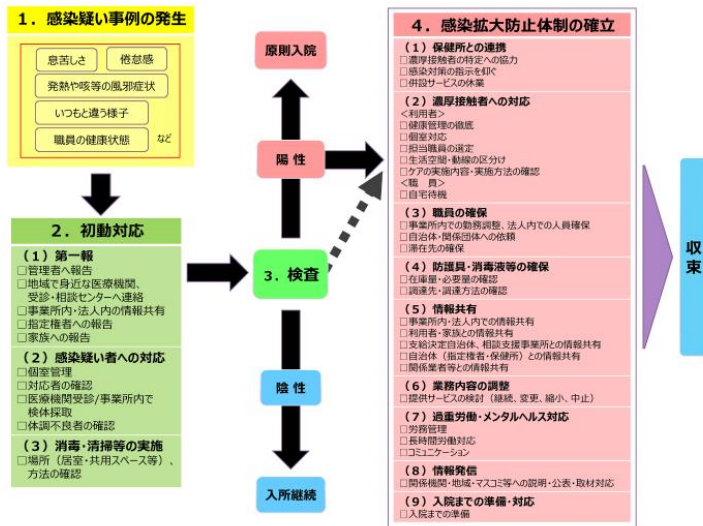 1．感染疑い事例の発生
息苦しさ
倦怠感
発熱や咳等の風邪症状
いつもと違う様子
職員の健康状態
など
2．初動対応
（1）第一報
□管理者へ報告
□地域で身近な医療機関、
受診・相談センターへ連絡
□事業所内・法人内の情報共有
□指定権者への報告
□家族への報告
（2）感染疑い者への対応
□個室管理
□対応者の確認
□医療機関受診/事業所内で
検体採取
□体調不良者の確認
（3）消毒・清掃等の実施
□場所（居室・共用スペース等）、
方法の確認
原則入院
陽 性
3．検査
陰 性
入所継続
4．感染拡大防止体制の確立
（1）保健所との連携
□濃厚接触者の特定への協力
□感染対策の指示を仰ぐ
□併設サービスの休業
（2）濃厚接触者への対応
＜利用者＞
□健康管理の徹底
□個室対応
□担当職員の選定
□生活空間・動線の区分け
□ケアの実施内容・実施方法の確認
＜職　員＞
□自宅待機
（3）職員の確保
□事業所内での勤務調整、法人内での人員確保
□自治体・関係団体への依頼
□滞在先の確保
（4）防護具・消毒液等の確保
□在庫量・必要量の確認
□調達先・調達方法の確認
（5）情報共有
□事業所内・法人内での情報共有
□利用者・家族との情報共有
□支給決定自治体、相談支援事業所との情報共有
□自治体（指定権者・保健所）との情報共有
□関係業者等との情報共有
（6）業務内容の調整
□提供サービスの検討（継続、変更、縮小、中止）
（7）過重労働・メンタルヘルス対応
□労務管理
□長時間労働対応
□コミュニケーション
（8）情報発信
□関係機関・地域・マスコミ等への説明・公表・取材対応
（9）入院までの準備・対応
□入院までの準備
収束